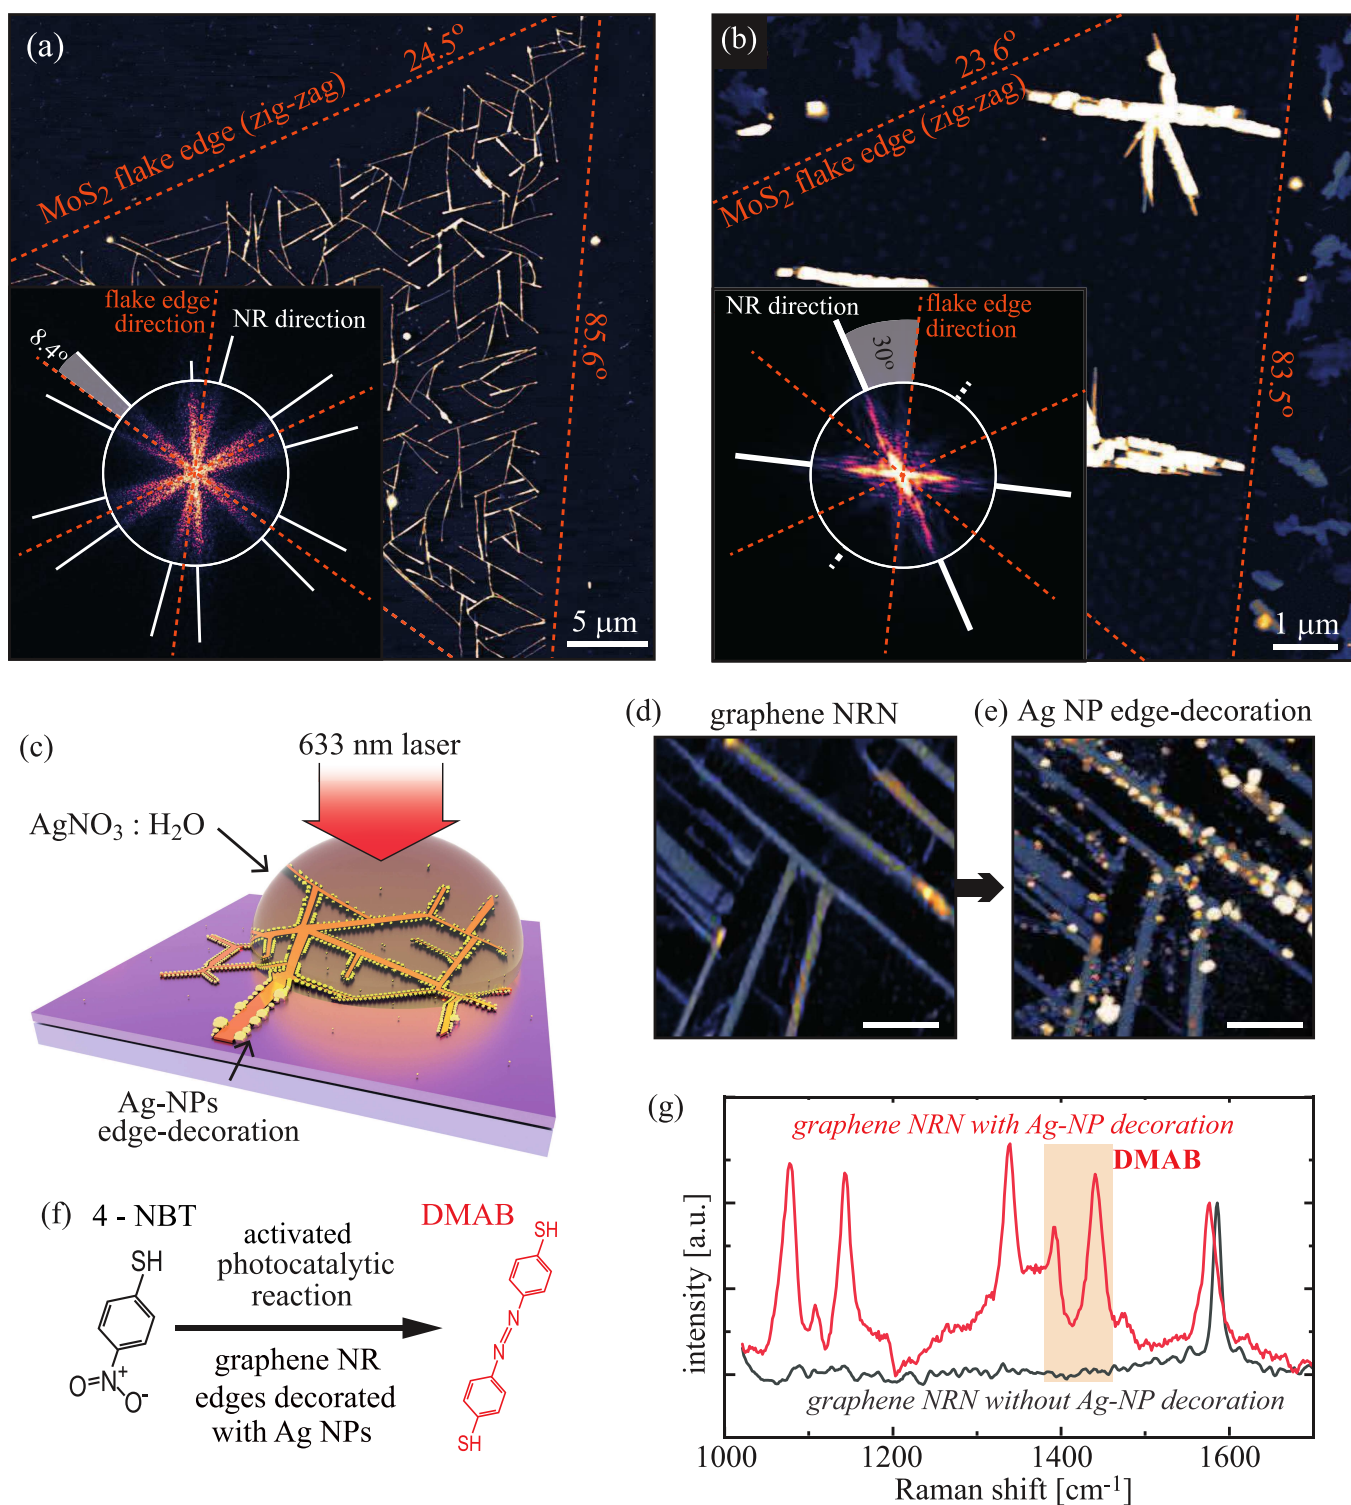 (a)
24.5°
MoS₂ flake edge (zig-zag)
85.6°
flake edge
direction
NR direction
8.4°
5 μm
(b)
23.6°
MoS₂ flake edge (zig-zag)
83.5°
NR direction
flake edge
direction
30°
1 μm
(c)
633 nm laser
AgNO₃ : H₂O
Ag-NPs
edge-decoration
(d)
graphene NRN
(e)
Ag NP edge-decoration
(f)
4 - NBT
SH
O=N⁺
O⁻
activated
photocatalytic
reaction
graphene NR
edges decorated
with Ag NPs
DMAB
SH
N=N
SH
(g)
graphene NRN with Ag-NP decoration
DMAB
graphene NRN without Ag-NP decoration
intensity [a.u.]
1000 1200 1400 1600
Raman shift [cm⁻¹]